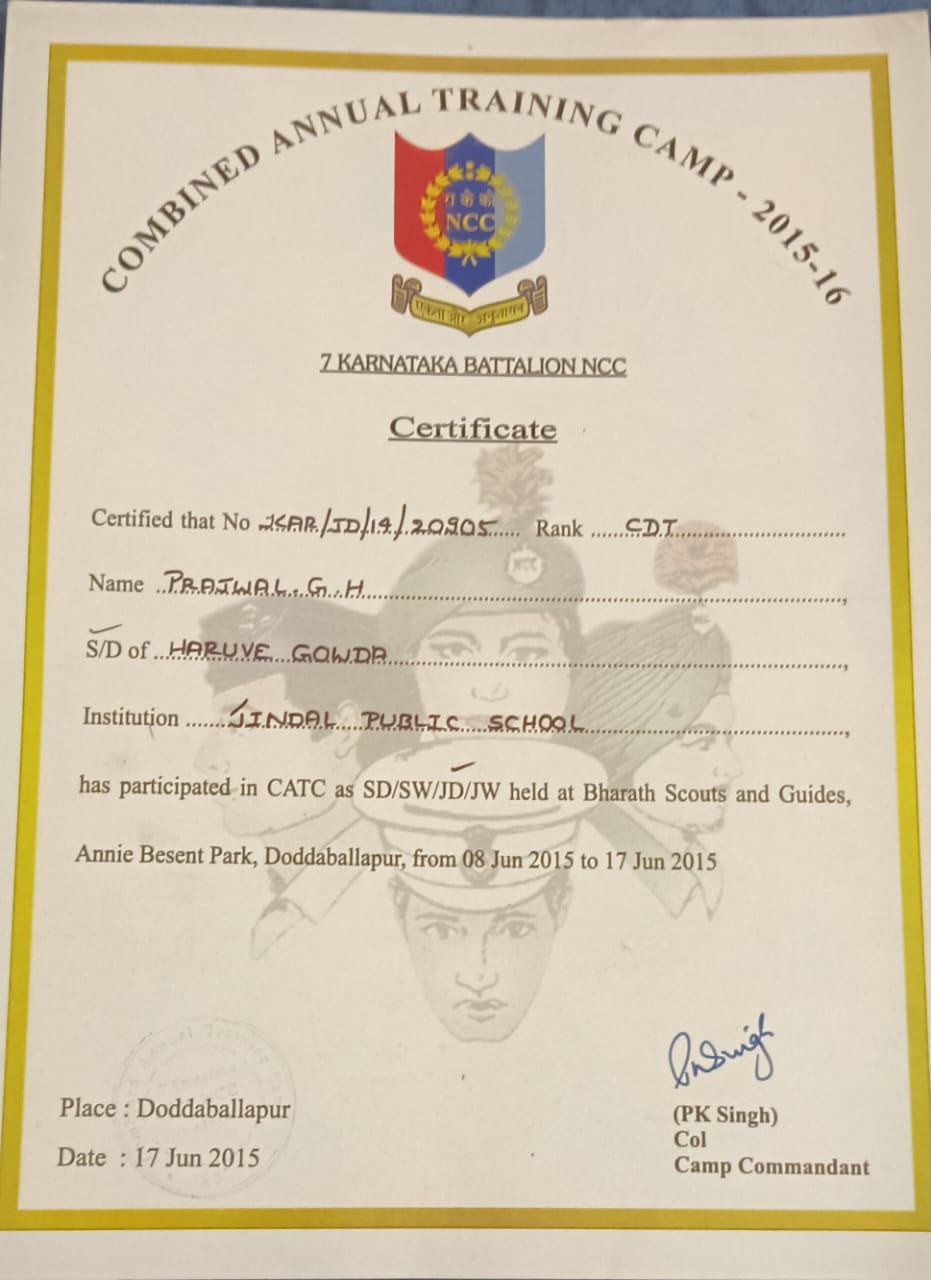 COMBINED ANNUAL TRAINING CAMP - 2015-16
रा के को
NCC
एकता और अनुशासन
7 KARNATAKA BATTALION NCC
Certificate
Certified that No KAR/JD/14/20905 Rank CDT
Name PRAJWAL. G. H
S/D of HARUVE GOWDA
Institution JINDAL PUBLIC SCHOOL
has participated in CATC as SD/SW/JD/JW held at Bharath Scouts and Guides,
Annie Besent Park, Doddaballapur, from 08 Jun 2015 to 17 Jun 2015
NCC
Place : Doddaballapur
Date : 17 Jun 2015
(PK Singh)
Col
Camp Commandant